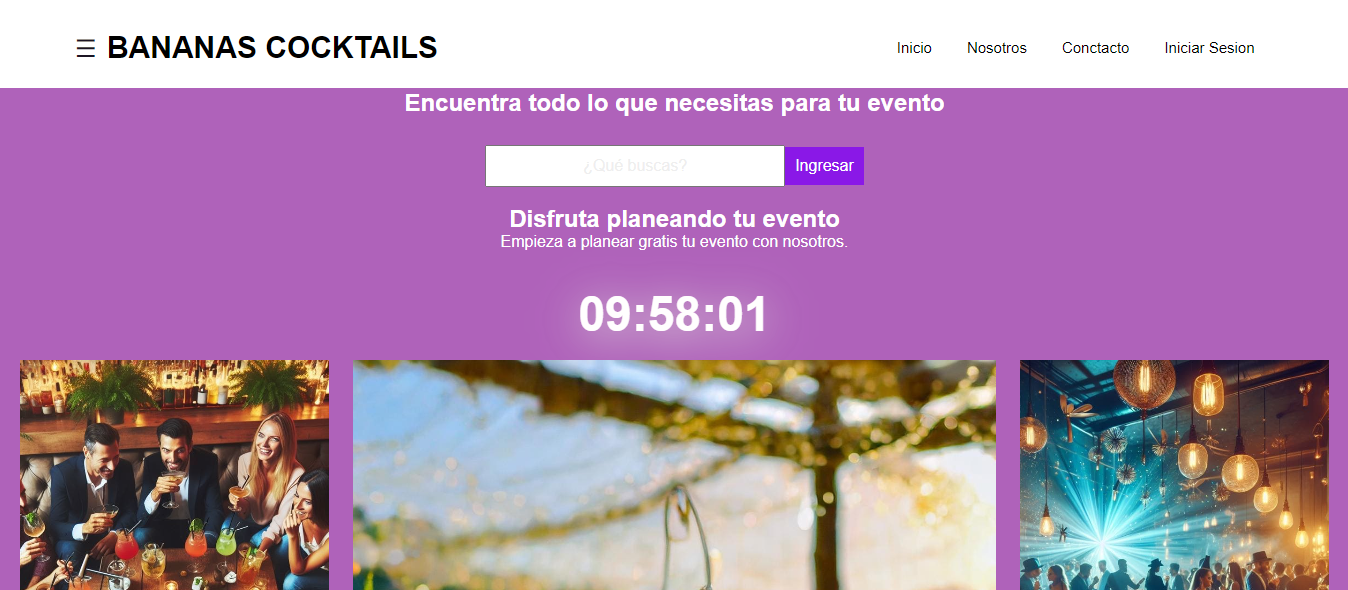 ☰ BANANAS COCKTAILS
Inicio Nosotros Conctacto Iniciar Sesion
Encuentra todo lo que necesitas para tu evento
¿Qué buscas? Ingresar
Disfruta planeando tu evento
Empieza a planear gratis tu evento con nosotros.
09:58:01